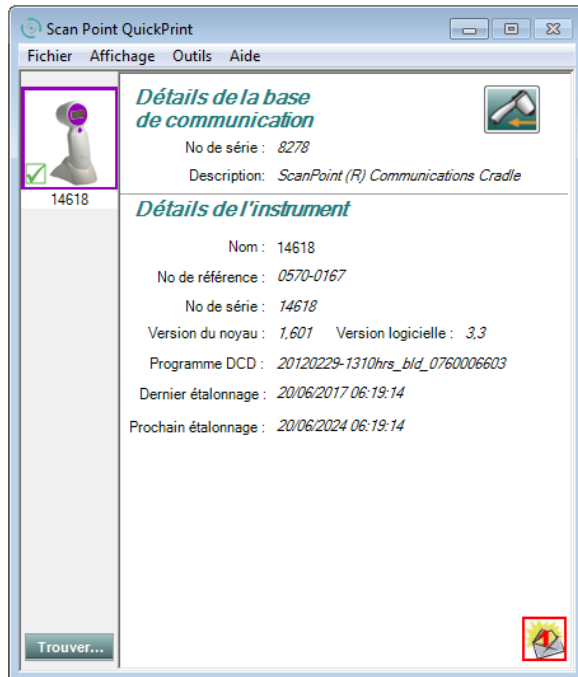 Scan Point QuickPrint
Fichier Affichage Outils Aide
14618
Détails de la base
de communication
No de série : 8278
Description: ScanPoint (R) Communications Cradle
Détails de l'instrument
Nom : 14618
No de référence : 0570-0167
No de série : 14618
Version du noyau : 1,601 Version logicielle : 3,3
Programme DCD : 20120229-1310hrs_bld_0760006603
Dernier étalonnage : 20/06/2017 06:19:14
Prochain étalonnage : 20/06/2024 06:19:14
Trouver...